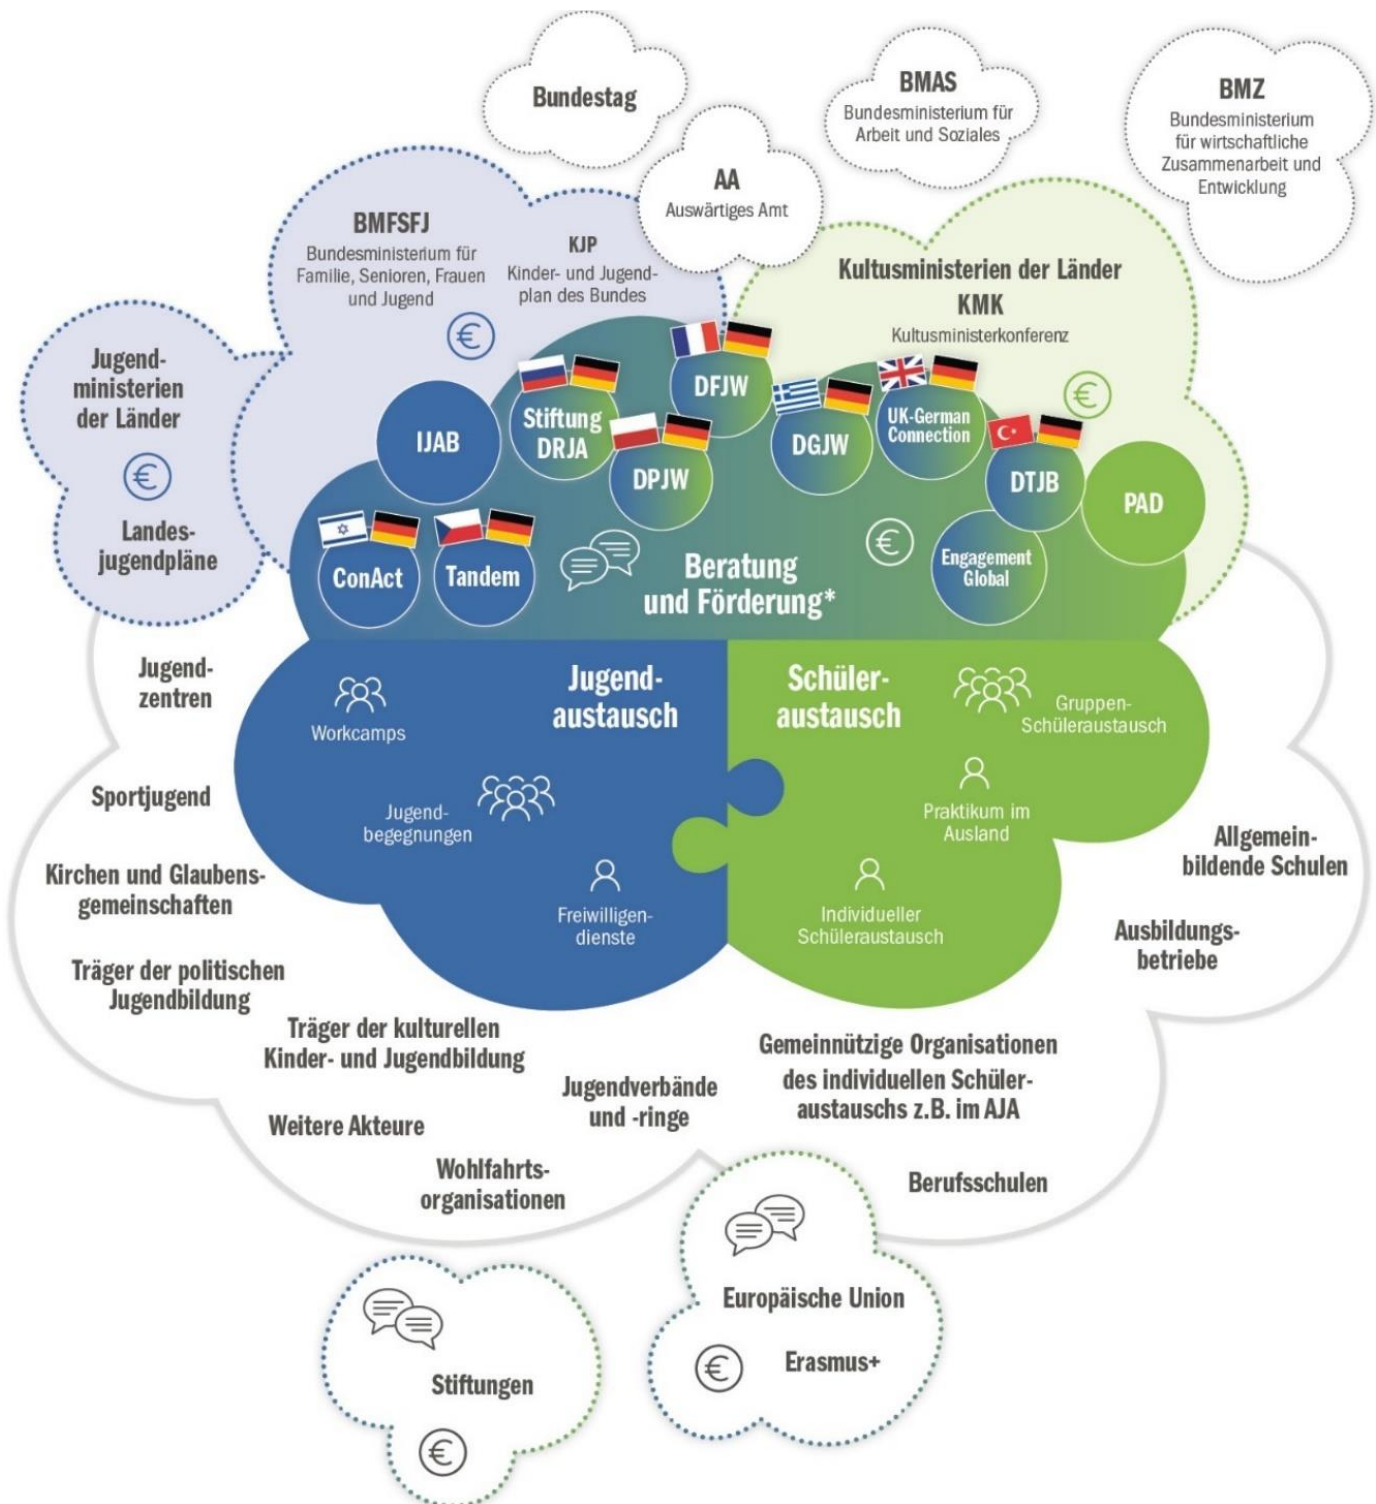 Bundestag
BMAS
Bundesministerium für
Arbeit und Soziales
BMZ
Bundesministerium
für wirtschaftliche
Zusammenarbeit und
Entwicklung
AA
Auswärtiges Amt
BMFSFJ
Bundesministerium für
Familie, Senioren, Frauen
und Jugend
KJP
Kinder- und Jugend-
plan des Bundes
Kultusministerien der Länder
KMK
Kultusministerkonferenz
€
€
Jugend-
ministerien
der Länder
€
Landes-
jugendpläne
IJAB
Stiftung
DRJA
DFJW
DPJW
DGJW
UK-German
Connection
DTJB
PAD
ConAct
Tandem
Engagement
Global
€
Beratung
und Förderung*
Jugend-
austausch
Workcamps
Jugend-
begegnungen
Freiwilligen-
dienste
Schüler-
austausch
Gruppen-
Schüleraustausch
Praktikum im
Ausland
Individueller
Schüleraustausch
Jugend-
zentren
Sportjugend
Kirchen und Glaubens-
gemeinschaften
Träger der politischen
Jugendbildung
Träger der kulturellen
Kinder- und Jugendbildung
Weitere Akteure
Wohlfahrts-
organisationen
Jugendverbände
und -ringe
Allgemein-
bildende Schulen
Ausbildungs-
betriebe
Gemeinnützige Organisationen
des individuellen Schüler-
austauschs z.B. im AJA
Berufsschulen
Europäische Union
€
Erasmus+
Stiftungen
€